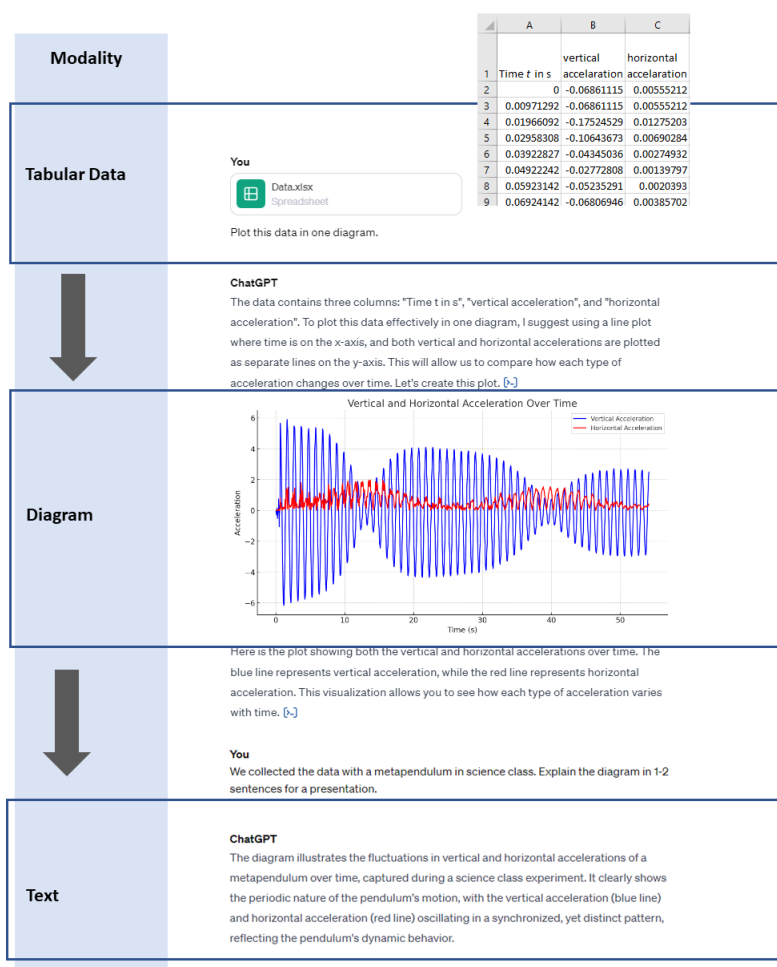 Modality
A B C
vertical horizontal
1 Time t in s accelaration accelaration
2 0 -0.06861115 0.00555212
3 0.00971292 -0.06861115 0.00555212
4 0.01966092 -0.17524529 0.01275203
5 0.02958308 -0.10643673 0.00690284
6 0.03922827 -0.04345036 0.00274932
7 0.04922242 -0.02772808 0.00139797
8 0.05923142 -0.05235291 0.0020393
9 0.06924142 -0.06806946 0.00385702
Tabular Data
You
Data.xlsx
Spreadsheet
Plot this data in one diagram.
ChatGPT
The data contains three columns: "Time t in s", "vertical acceleration", and "horizontal
acceleration". To plot this data effectively in one diagram, I suggest using a line plot
where time is on the x-axis, and both vertical and horizontal accelerations are plotted
as separate lines on the y-axis. This will allow us to compare how each type of
acceleration changes over time. Let's create this plot. [>-]
Diagram
Vertical and Horizontal Acceleration Over Time
Vertical Acceleration
Horizontal Acceleration
Acceleration
6
4
2
0
−2
−4
−6
0 10 20 30 40 50
Time (s)
Here is the plot showing both the vertical and horizontal accelerations over time. The
blue line represents vertical acceleration, while the red line represents horizontal
acceleration. This visualization allows you to see how each type of acceleration varies
with time. [>-]
You
We collected the data with a metapendulum in science class. Explain the diagram in 1-2
sentences for a presentation.
Text
ChatGPT
The diagram illustrates the fluctuations in vertical and horizontal accelerations of a
metapendulum over time, captured during a science class experiment. It clearly shows
the periodic nature of the pendulum's motion, with the vertical acceleration (blue line)
and horizontal acceleration (red line) oscillating in a synchronized, yet distinct pattern,
reflecting the pendulum's dynamic behavior.